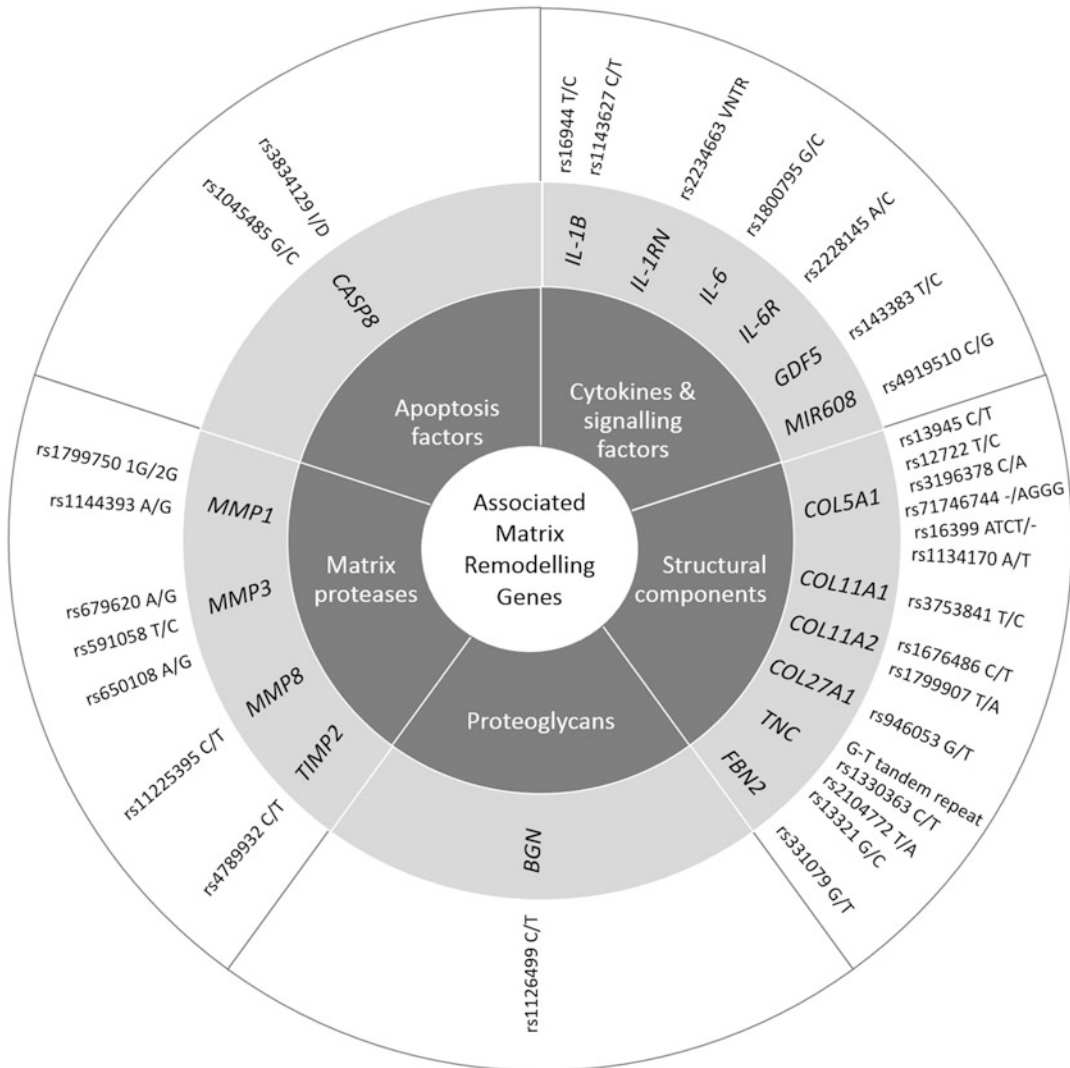 Associated
Matrix
Remodelling
Genes
Apoptosis
factors
CASP8
rs1045485 G/C
rs3834129 I/D
Cytokines &
signalling
factors
IL-1B
rs16944 T/C
rs1143627 C/T
IL-1RN
rs2234663 VNTR
IL-6
rs1800795 G/C
IL-6R
rs2228145 A/C
GDF5
rs143383 T/C
MIR608
rs4919510 C/G
Structural
components
COL5A1
rs13945 C/T
rs12722 T/C
rs3196378 C/A
rs71746744 -/AGGG
rs16399 ATCT/-
rs1134170 A/T
COL11A1
rs3753841 T/C
COL11A2
rs1676486 C/T
rs1799907 T/A
COL27A1
rs946053 G/T
TNC
G-T tandem repeat
rs1330363 C/T
rs2104772 T/A
rs13321 G/C
FBN2
rs331079 G/T
Proteoglycans
BGN
rs1126499 C/T
Matrix
proteases
MMP1
rs1799750 1G/2G
rs1144393 A/G
MMP3
rs679620 A/G
rs591058 T/C
rs650108 A/G
MMP8
rs11225395 C/T
TIMP2
rs4789932 C/T